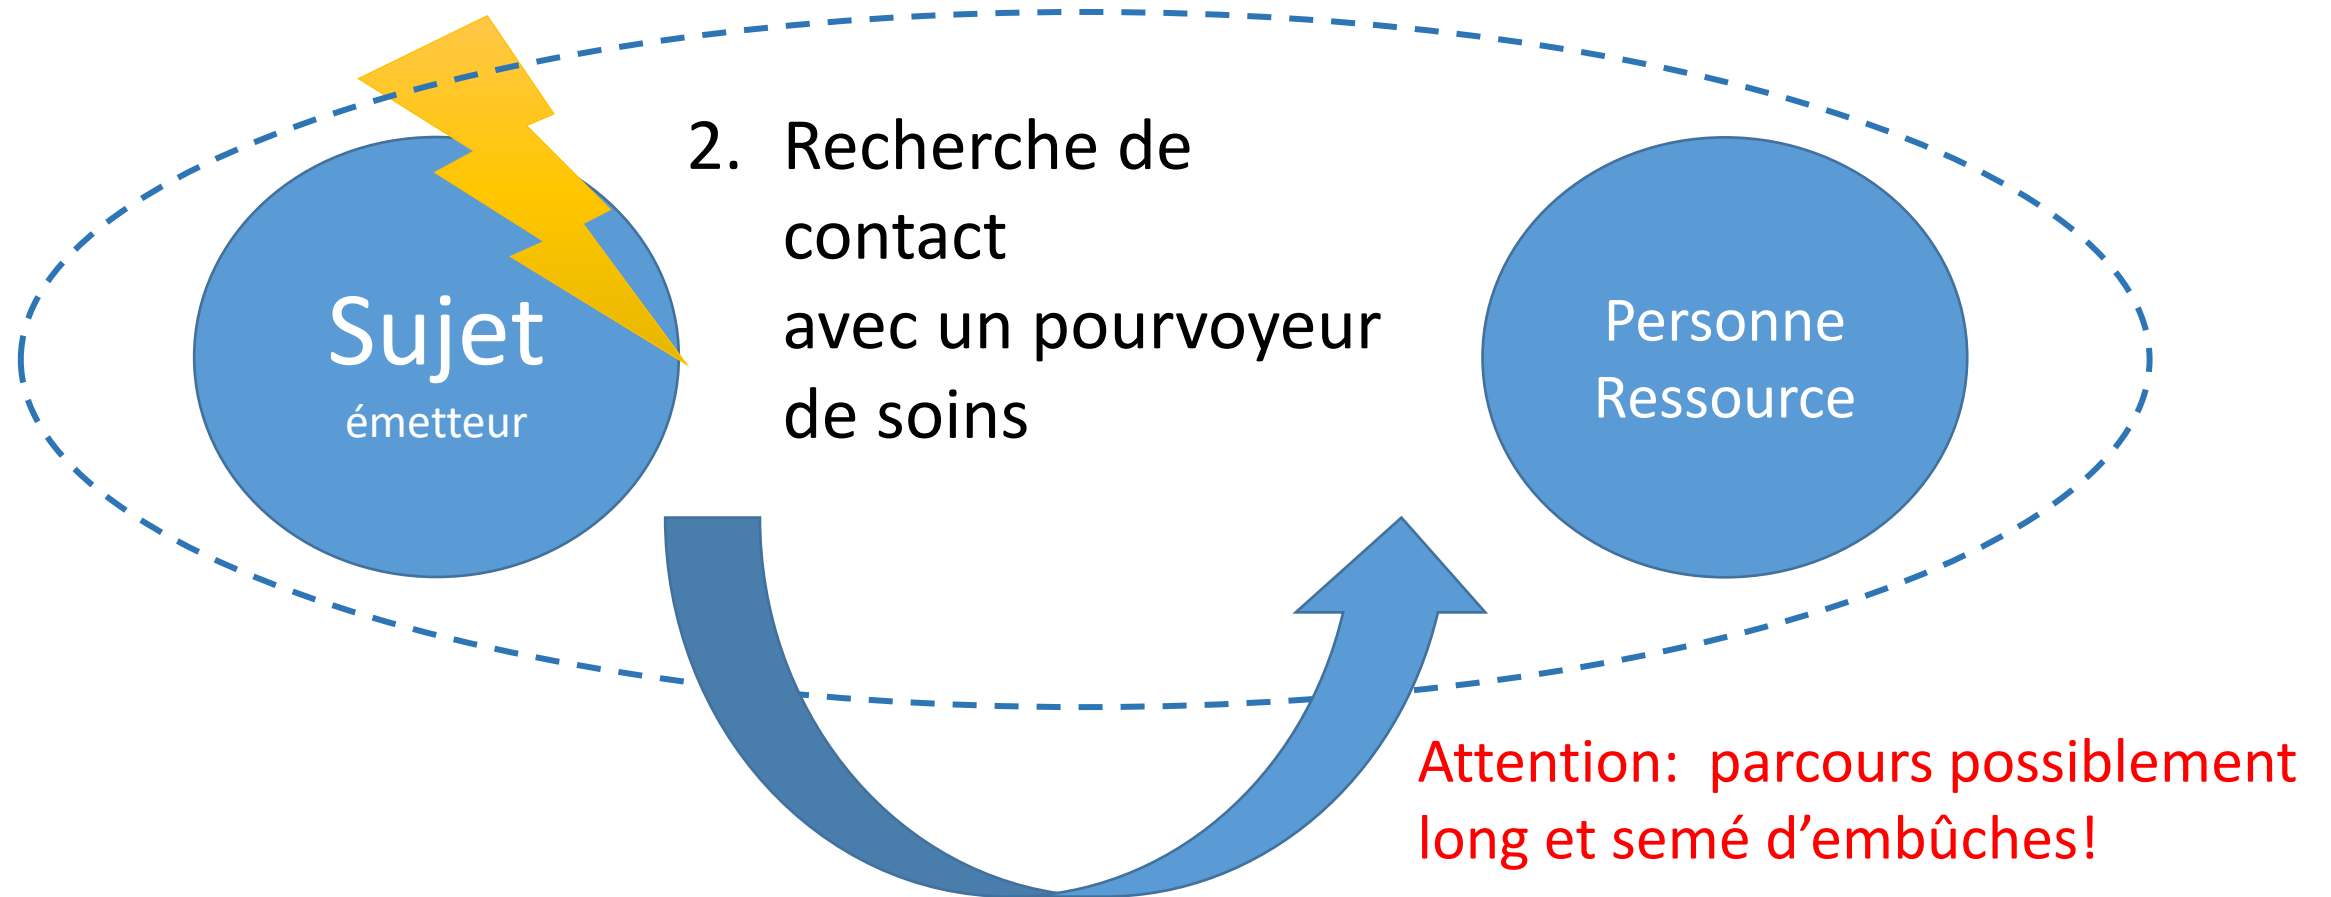 2. Recherche de
contact
avec un pourvoyeur
de soins
Sujet
émetteur
Personne
Ressource
Attention:  parcours possiblement
long et semé d’embûches!